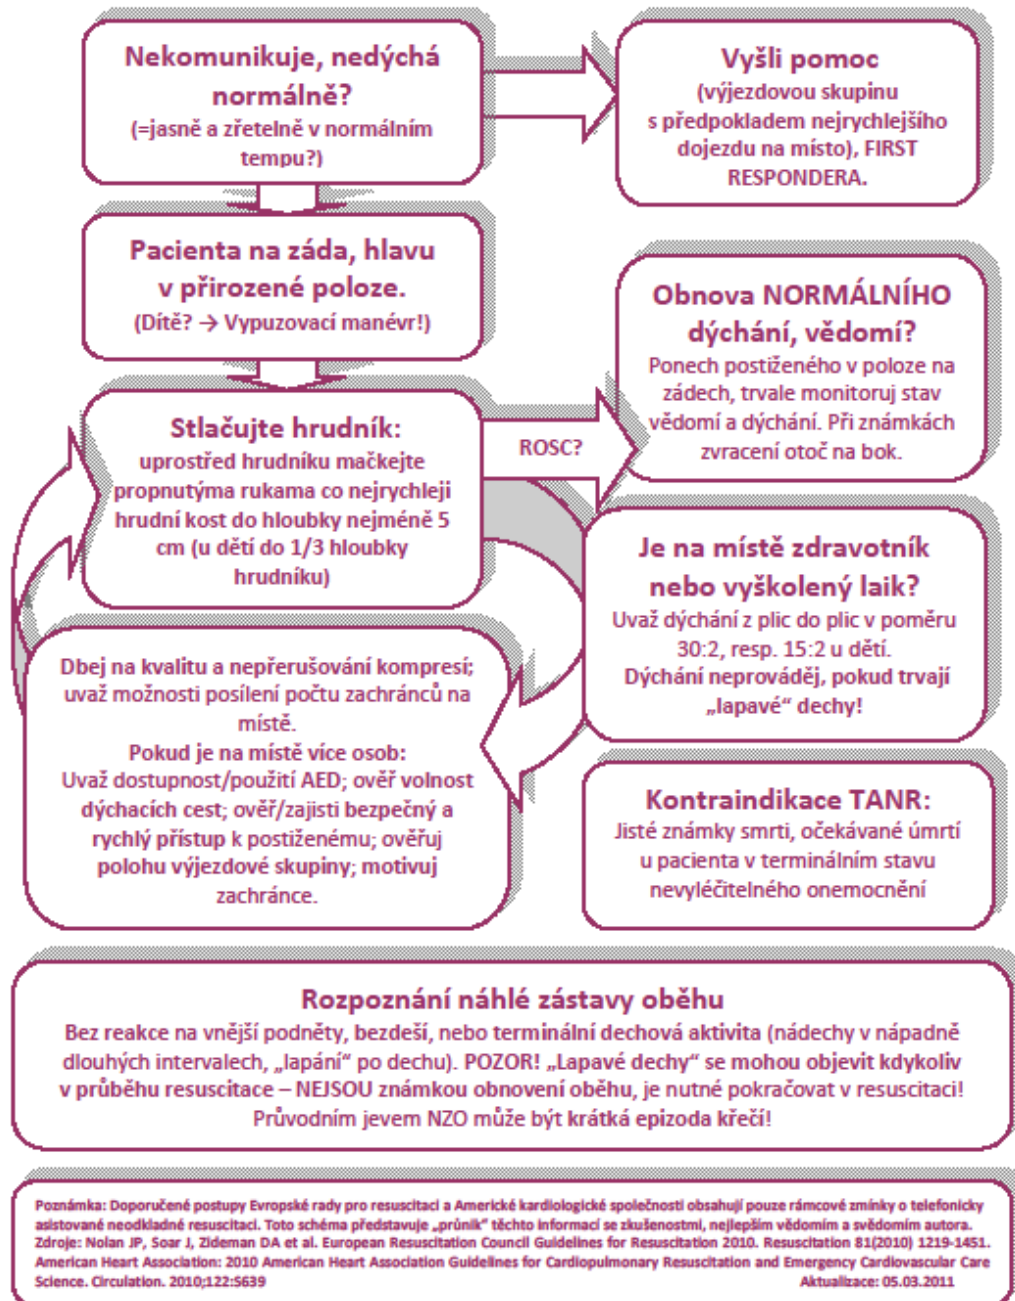 Nekomunikuje, nedýchá
normálně?
(=jasně a zřetelně v normálním
tempu?)
Vyšli pomoc
(výjezdovou skupinu
s předpokladem nejrychlejšího
dojezdu na místo), FIRST
RESPONDERA.
Pacienta na záda, hlavu
v přirozené poloze.
(Dítě? → Vypuzovací manévr!)
Obnova NORMÁLNÍHO
dýchání, vědomí?
Ponech postiženého v poloze na
zádech, trvale monitoruj stav
vědomí a dýchání. Při známkách
zvracení otoč na bok.
Stlačujte hrudník:
uprostřed hrudníku mačkejte
propnutýma rukama co nejrychleji
hrudní kost do hloubky nejméně 5
cm (u dětí do 1/3 hloubky
hrudníku)
ROSC?
Je na místě zdravotník
nebo vyškolený laik?
Uvaž dýchání z plic do plic v poměru
30:2, resp. 15:2 u dětí.
Dýchání neprováděj, pokud trvají
„lapavé“ dechy!
Dbej na kvalitu a nepřerušování kompresí;
uvaž možnosti posílení počtu zachránců na
místě.
Pokud je na místě více osob:
Uvaž dostupnost/použití AED; ověř volnost
dýchacích cest; ověř/zajisti bezpečný a
rychlý přístup k postiženému; ověřuj
polohu výjezdové skupiny; motivuj
zachránce.
Kontraindikace TANR:
Jisté známky smrti, očekávané úmrtí
u pacienta v terminálním stavu
nevyléčitelného onemocnění
Rozpoznání náhlé zástavy oběhu
Bez reakce na vnější podněty, bezdeší, nebo terminální dechová aktivita (nádechy v nápadně
dlouhých intervalech, „lapání“ po dechu). POZOR! „Lapavé dechy“ se mohou objevit kdykoliv
v průběhu resuscitace – NEJSOU známkou obnovení oběhu, je nutné pokračovat v resuscitaci!
Průvodním jevem NZO může být krátká epizoda křečí!
Poznámka: Doporučené postupy Evropské rady pro resuscitaci a Americké kardiologické společnosti obsahují pouze rámcové zmínky o telefonicky
asistované neodkladné resuscitaci. Toto schéma představuje „průnik“ těchto informací se zkušenostmi, nejlepším vědomím a svědomím autora.
Zdroje: Nolan JP, Soar J, Zideman DA et al. European Resuscitation Council Guidelines for Resuscitation 2010. Resuscitation 81(2010) 1219-1451.
American Heart Association: 2010 American Heart Association Guidelines for Cardiopulmonary Resuscitation and Emergency Cardiovascular Care
Science. Circulation. 2010;122:S639 Aktualizace: 05.03.2011